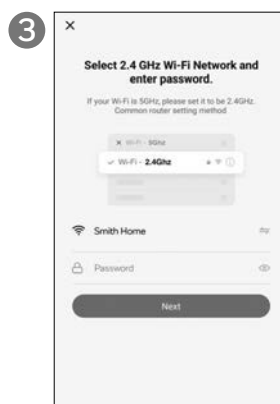 3
×
Select 2.4 GHz Wi-Fi Network and
enter password.
If your Wi-Fi is 5GHz, please set it to be 2.4GHz.
Common router setting method
× Wi-Fi - 5Ghz
✓ Wi-Fi - 2.4Ghz
Smith Home
Password
Next